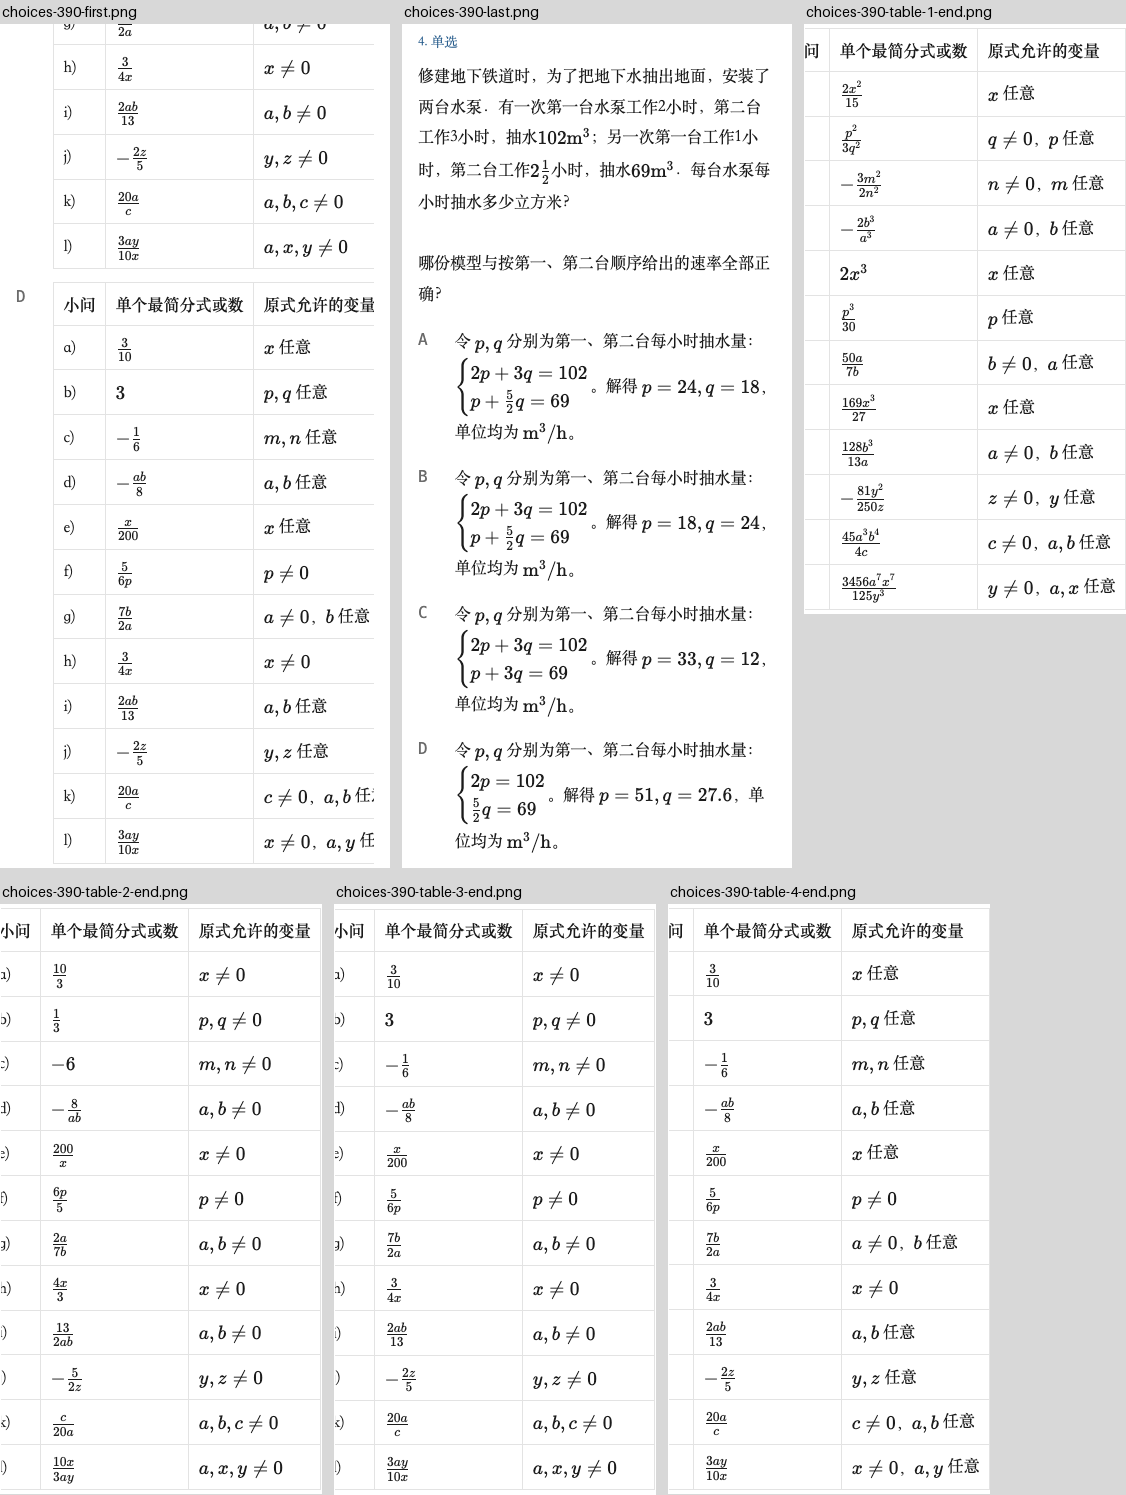 choices-390-first.png
g) 7b/2a a, b ≠ 0
h) 3/4x x ≠ 0
i) 2ab/13 a, b ≠ 0
j) −2z/5 y, z ≠ 0
k) 20a/c a, b, c ≠ 0
l) 3ay/10x a, x, y ≠ 0
D
小问 单个最简分式或数 原式允许的变量
a) 3/10 x 任意
b) 3 p, q 任意
c) −1/6 m, n 任意
d) −ab/8 a, b 任意
e) x/200 x 任意
f) 5/6p p ≠ 0
g) 7b/2a a ≠ 0, b 任意
h) 3/4x x ≠ 0
i) 2ab/13 a, b 任意
j) −2z/5 y, z 任意
k) 20a/c c ≠ 0, a, b 任
l) 3ay/10x x ≠ 0, a, y 任
choices-390-last.png
4. 单选
修建地下铁道时，为了把地下水抽出地面，安装了
两台水泵．有一次第一台水泵工作2小时，第二台
工作3小时，抽水102m³；另一次第一台工作1小
时，第二台工作2 1/2小时，抽水69m³．每台水泵每
小时抽水多少立方米？
哪份模型与按第一、第二台顺序给出的速率全部正
确？
A 令 p, q 分别为第一、第二台每小时抽水量：
{2p + 3q = 102
p + 5/2 q = 69 。解得 p = 24, q = 18，
单位均为 m³/h。
B 令 p, q 分别为第一、第二台每小时抽水量：
{2p + 3q = 102
p + 5/2 q = 69 。解得 p = 18, q = 24，
单位均为 m³/h。
C 令 p, q 分别为第一、第二台每小时抽水量：
{2p + 3q = 102
p + 3q = 69 。解得 p = 33, q = 12，
单位均为 m³/h。
D 令 p, q 分别为第一、第二台每小时抽水量：
{2p = 102
5/2 q = 69 。解得 p = 51, q = 27.6，单
位均为 m³/h。
choices-390-table-1-end.png
问 单个最简分式或数 原式允许的变量
2x²/15 x 任意
p²/3q² q ≠ 0, p 任意
−3m²/2n² n ≠ 0, m 任意
−2b³/a³ a ≠ 0, b 任意
2x³ x 任意
p³/30 p 任意
50a/7b b ≠ 0, a 任意
169x³/27 x 任意
128b³/13a a ≠ 0, b 任意
−81y²/250z z ≠ 0, y 任意
45a³b⁴/4c c ≠ 0, a, b 任意
3456a⁷x⁷/125y³ y ≠ 0, a, x 任意
choices-390-table-2-end.png
小问 单个最简分式或数 原式允许的变量
a) 10/3 x ≠ 0
b) 1/3 p, q ≠ 0
c) −6 m, n ≠ 0
d) −8/ab a, b ≠ 0
e) 200/x x ≠ 0
f) 6p/5 p ≠ 0
g) 2a/7b a, b ≠ 0
h) 4x/3 x ≠ 0
) 13/2ab a, b ≠ 0
) −5/2z y, z ≠ 0
k) c/20a a, b, c ≠ 0
) 10x/3ay a, x, y ≠ 0
choices-390-table-3-end.png
小问 单个最简分式或数 原式允许的变量
a) 3/10 x ≠ 0
b) 3 p, q ≠ 0
c) −1/6 m, n ≠ 0
d) −ab/8 a, b ≠ 0
e) x/200 x ≠ 0
f) 5/6p p ≠ 0
g) 7b/2a a, b ≠ 0
h) 3/4x x ≠ 0
) 2ab/13 a, b ≠ 0
) −2z/5 y, z ≠ 0
k) 20a/c a, b, c ≠ 0
) 3ay/10x a, x, y ≠ 0
choices-390-table-4-end.png
问 单个最简分式或数 原式允许的变量
3/10 x 任意
3 p, q 任意
−1/6 m, n 任意
−ab/8 a, b 任意
x/200 x 任意
5/6p p ≠ 0
7b/2a a ≠ 0, b 任意
3/4x x ≠ 0
2ab/13 a, b 任意
−2z/5 y, z 任意
20a/c c ≠ 0, a, b 任意
3ay/10x x ≠ 0, a, y 任意